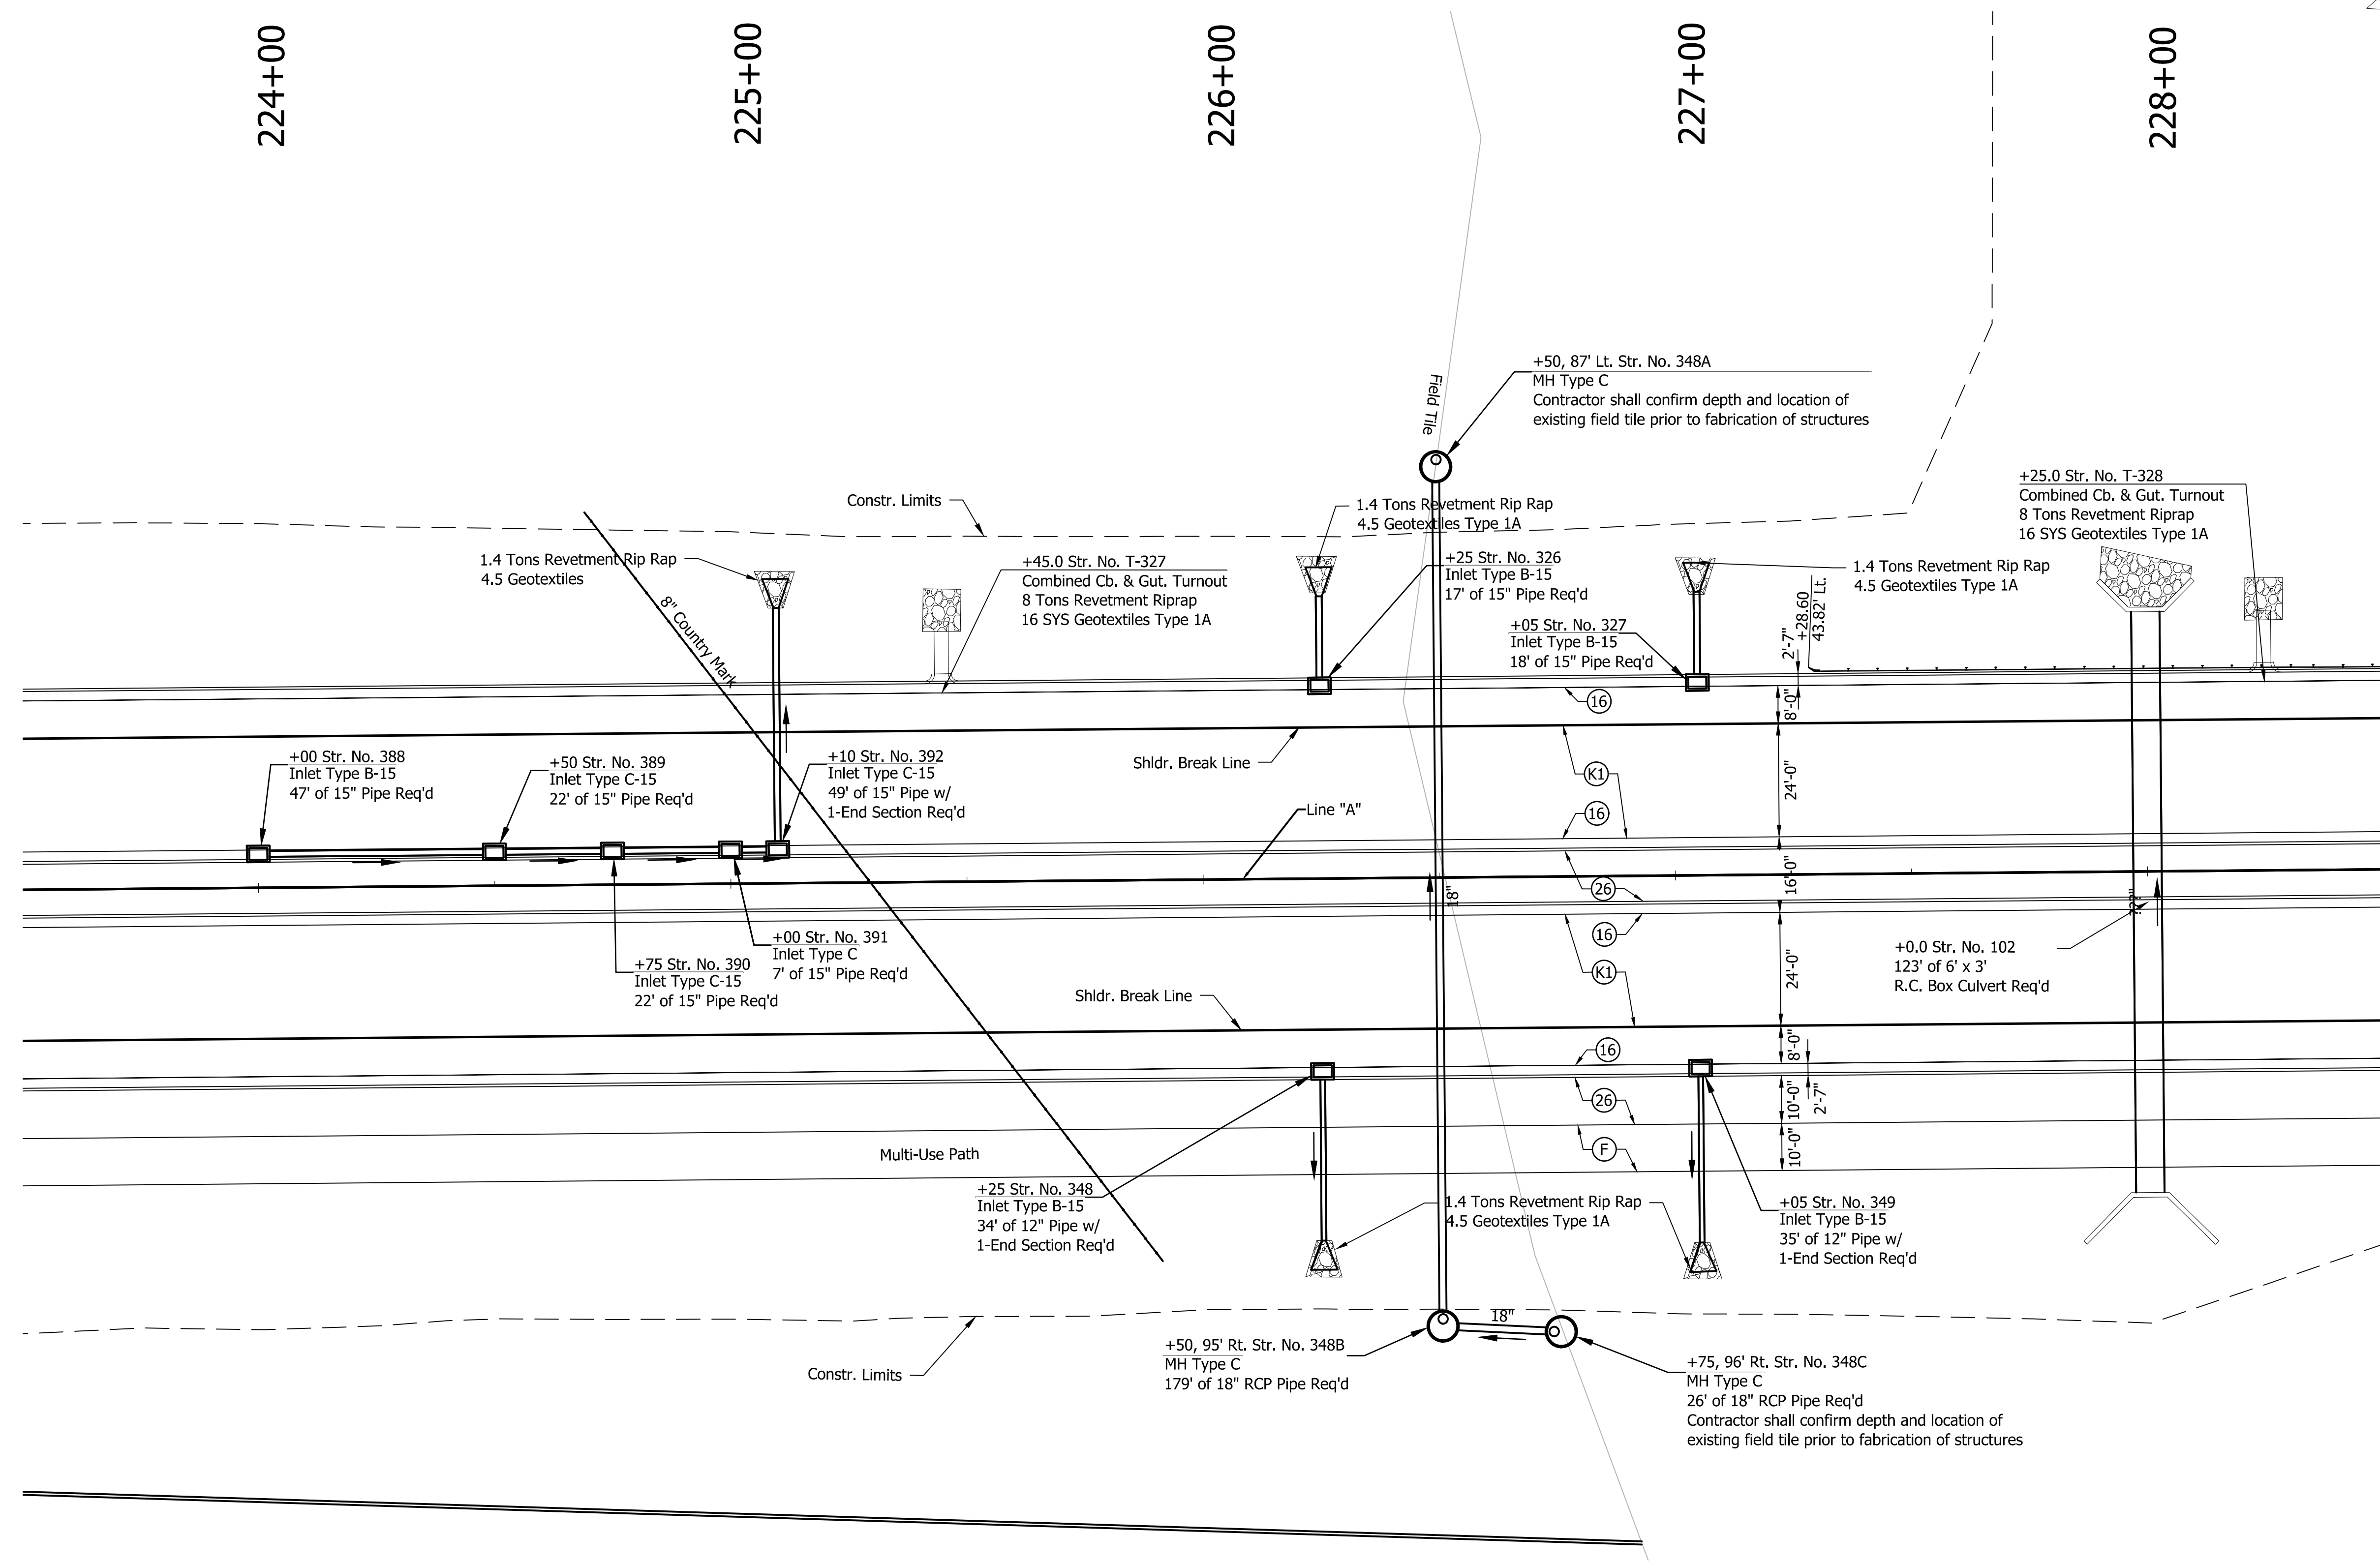 224+00
225+00
226+00
227+00
228+00
+50, 87' Lt. Str. No. 348A
MH Type C
Contractor shall confirm depth and location of
existing field tile prior to fabrication of structures
Field Tile
Constr. Limits
1.4 Tons Revetment Rip Rap
4.5 Geotextiles Type 1A
+25.0 Str. No. T-328
Combined Cb. & Gut. Turnout
8 Tons Revetment Riprap
16 SYS Geotextiles Type 1A
1.4 Tons Revetment Rip Rap
4.5 Geotextiles
+45.0 Str. No. T-327
Combined Cb. & Gut. Turnout
8 Tons Revetment Riprap
16 SYS Geotextiles Type 1A
+25 Str. No. 326
Inlet Type B-15
17' of 15" Pipe Req'd
1.4 Tons Revetment Rip Rap
4.5 Geotextiles Type 1A
+05 Str. No. 327
Inlet Type B-15
18' of 15" Pipe Req'd
2'-7"
+28.60
43.82' Lt.
8" Country Mark
16
8'-0"
+00 Str. No. 388
Inlet Type B-15
47' of 15" Pipe Req'd
+50 Str. No. 389
Inlet Type C-15
22' of 15" Pipe Req'd
+10 Str. No. 392
Inlet Type C-15
49' of 15" Pipe w/
1-End Section Req'd
Shldr. Break Line
K1
24'-0"
Line "A"
16
16'-0"
26
18"
16
+00 Str. No. 391
Inlet Type C
7' of 15" Pipe Req'd
+75 Str. No. 390
Inlet Type C-15
22' of 15" Pipe Req'd
K1
24'-0"
+0.0 Str. No. 102
123' of 6' x 3'
R.C. Box Culvert Req'd
Shldr. Break Line
16
8'-0"
26
10'-0"
2'-7"
F
10'-0"
Multi-Use Path
+25 Str. No. 348
Inlet Type B-15
34' of 12" Pipe w/
1-End Section Req'd
1.4 Tons Revetment Rip Rap
4.5 Geotextiles Type 1A
+05 Str. No. 349
Inlet Type B-15
35' of 12" Pipe w/
1-End Section Req'd
18"
+50, 95' Rt. Str. No. 348B
MH Type C
179' of 18" RCP Pipe Req'd
Constr. Limits
+75, 96' Rt. Str. No. 348C
MH Type C
26' of 18" RCP Pipe Req'd
Contractor shall confirm depth and location of
existing field tile prior to fabrication of structures